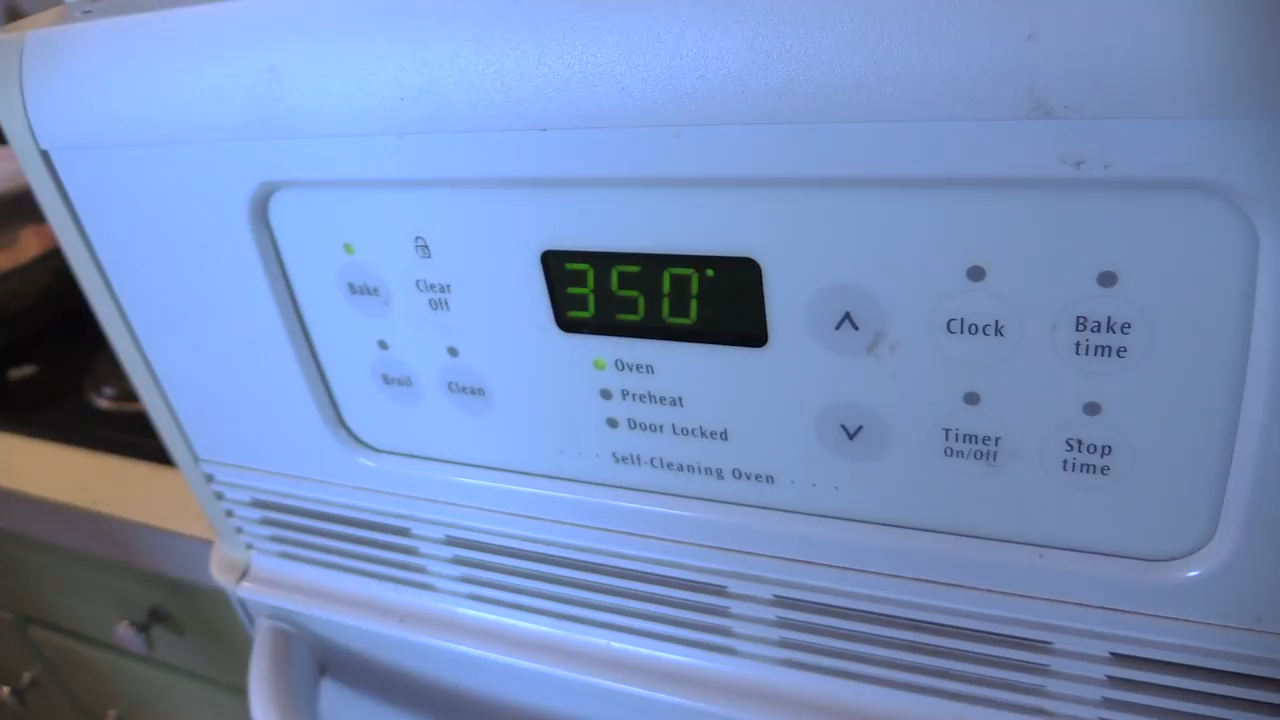 Bake
Clear
Off
Broil
Clean
350°
Oven
Preheat
Door Locked
Self-Cleaning Oven
Clock
Bake
time
Timer
On/Off
Stop
time